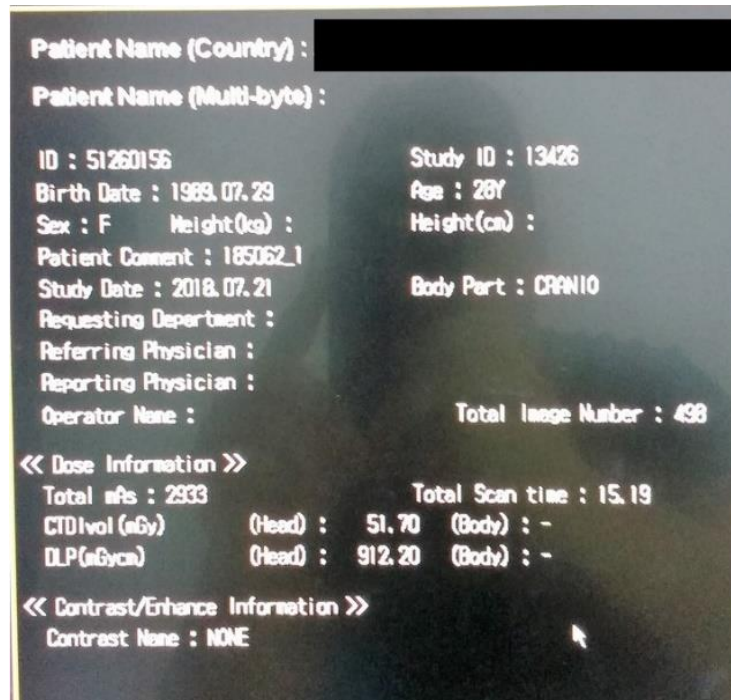 Patient Name (Country) :
Patient Name (Multi-byte) :
ID : 51260156 Study ID : 13426
Birth Date : 1989.07.29 Age : 28Y
Sex : F Weight(kg) : Height(cm) :
Patient Comment : 185062_1
Study Date : 2018.07.21 Body Part : CRANIO
Requesting Department :
Referring Physician :
Reporting Physician :
Operator Name : Total Image Number : 498
<< Dose Information >>
Total mAs : 2933 Total Scan time : 15.19
CTDIvol(mGy) (Head) : 51.70 (Body) : -
DLP(mGycm) (Head) : 912.20 (Body) : -
<< Contrast/Enhance Information >>
Contrast Name : NONE